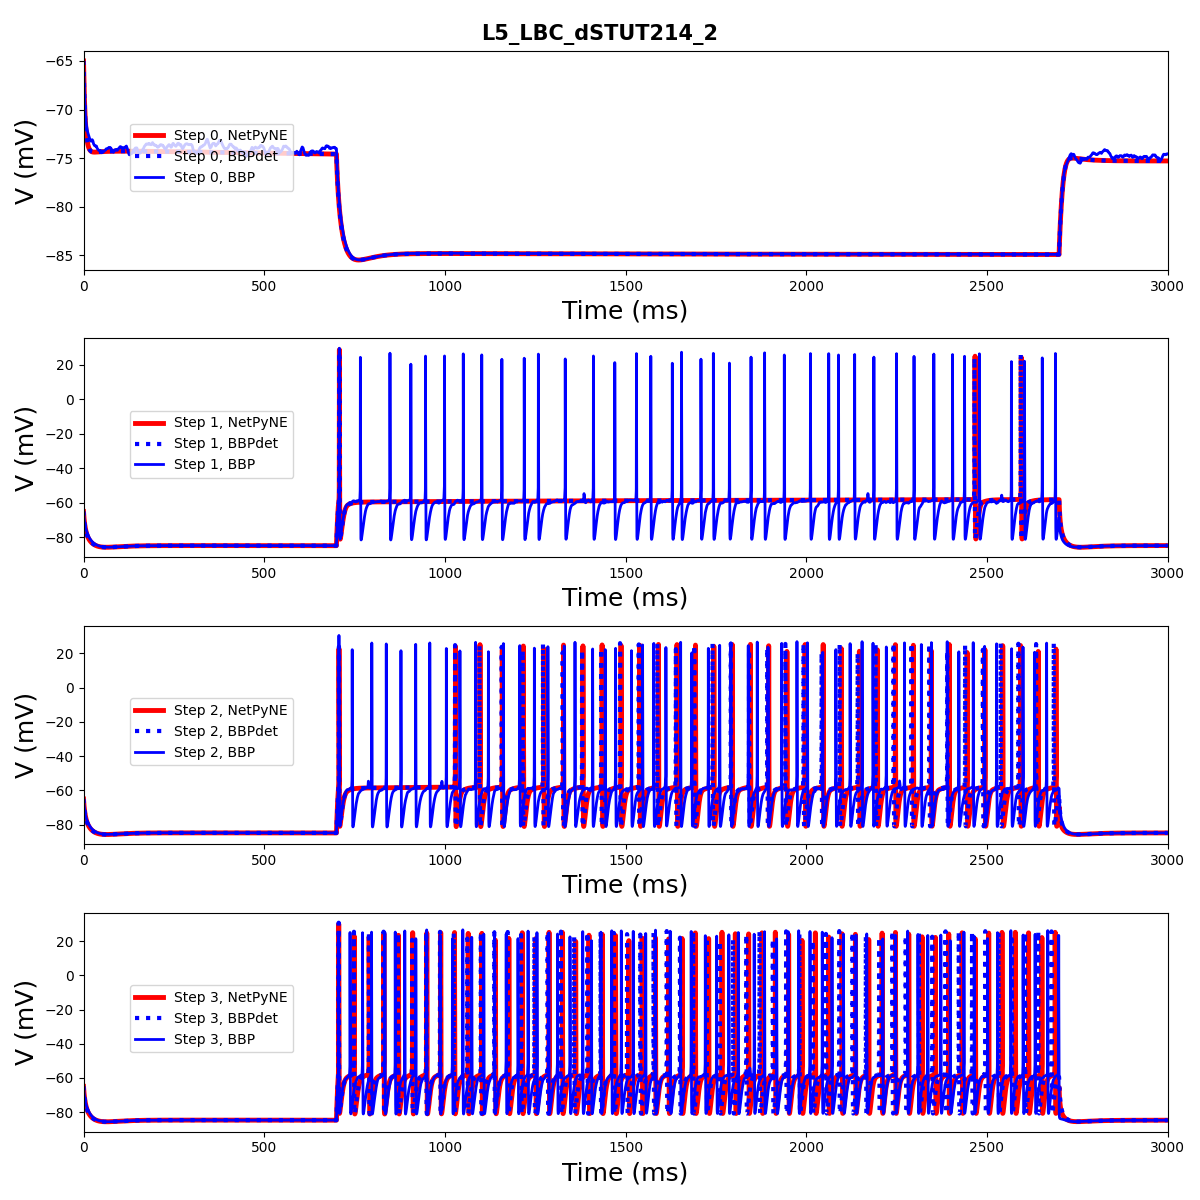 L5_LBC_dSTUT214_2
−65
−70
−75
−80
−85
V (mV)
Step 0, NetPyNE
Step 0, BBPdet
Step 0, BBP
0 500 1000 1500 2000 2500 3000
Time (ms)
20
0
−20
−40
−60
−80
V (mV)
Step 1, NetPyNE
Step 1, BBPdet
Step 1, BBP
0 500 1000 1500 2000 2500 3000
Time (ms)
20
0
−20
−40
−60
−80
V (mV)
Step 2, NetPyNE
Step 2, BBPdet
Step 2, BBP
0 500 1000 1500 2000 2500 3000
Time (ms)
20
0
−20
−40
−60
−80
V (mV)
Step 3, NetPyNE
Step 3, BBPdet
Step 3, BBP
0 500 1000 1500 2000 2500 3000
Time (ms)